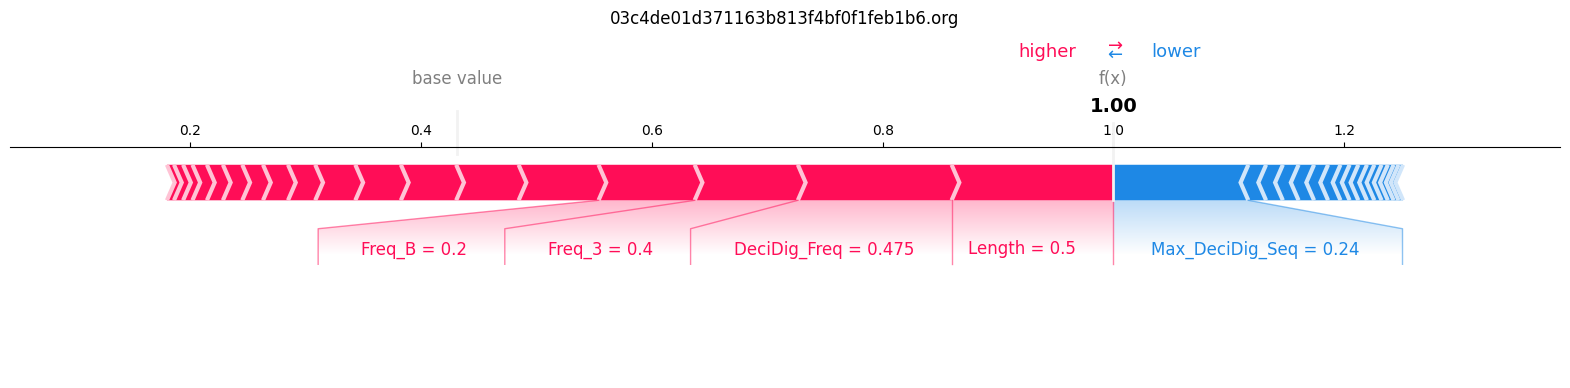 03c4de01d371163b813f4bf0f1feb1b6.org
higher ⇄ lower
base value f(x)
1.00
0.2 0.4 0.6 0.8 1.0 1.2
Freq_B = 0.2 Freq_3 = 0.4 DeciDig_Freq = 0.475 Length = 0.5 Max_DeciDig_Seq = 0.24